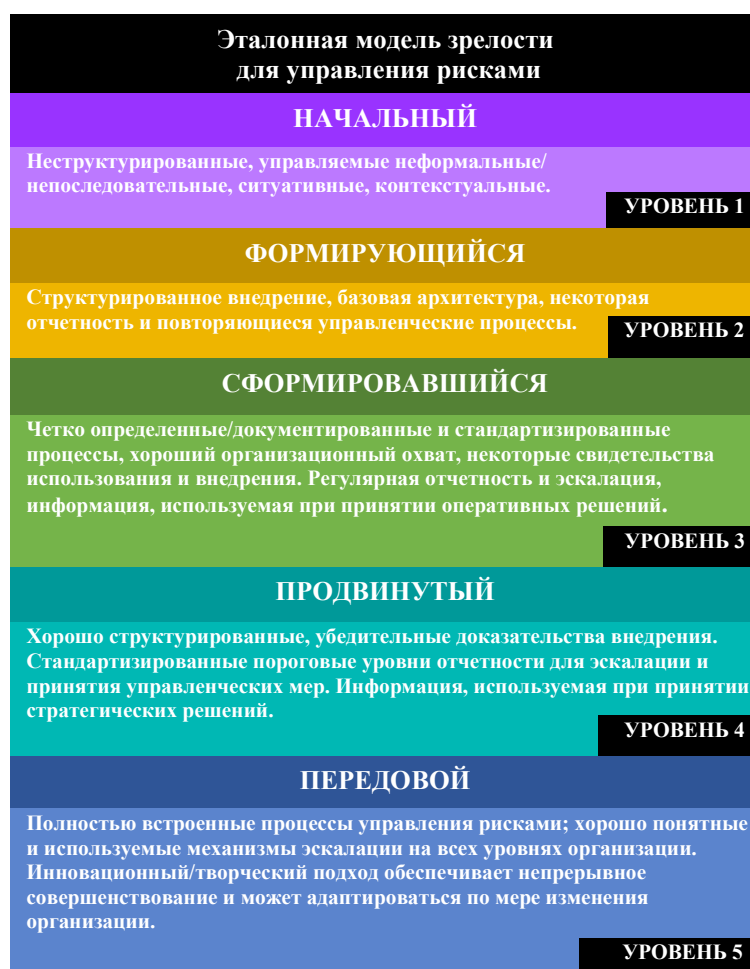 Эталонная модель зрелости
для управления рисками
НАЧАЛЬНЫЙ
Неструктурированные, управляемые неформальные/
непоследовательные, ситуативные, контекстуальные.
УРОВЕНЬ 1
ФОРМИРУЮЩИЙСЯ
Структурированное внедрение, базовая архитектура, некоторая
отчетность и повторяющиеся управленческие процессы.
УРОВЕНЬ 2
СФОРМИРОВАВШИЙСЯ
Четко определенные/документированные и стандартизированные
процессы, хороший организационный охват, некоторые свидетельства
использования и внедрения. Регулярная отчетность и эскалация,
информация, используемая при принятии оперативных решений.
УРОВЕНЬ 3
ПРОДВИНУТЫЙ
Хорошо структурированные, убедительные доказательства внедрения.
Стандартизированные пороговые уровни отчетности для эскалации и
принятия управленческих мер. Информация, используемая при принятии
стратегических решений.
УРОВЕНЬ 4
ПЕРЕДОВОЙ
Полностью встроенные процессы управления рисками; хорошо понятные
и используемые механизмы эскалации на всех уровнях организации.
Инновационный/творческий подход обеспечивает непрерывное
совершенствование и может адаптироваться по мере изменения
организации.
УРОВЕНЬ 5